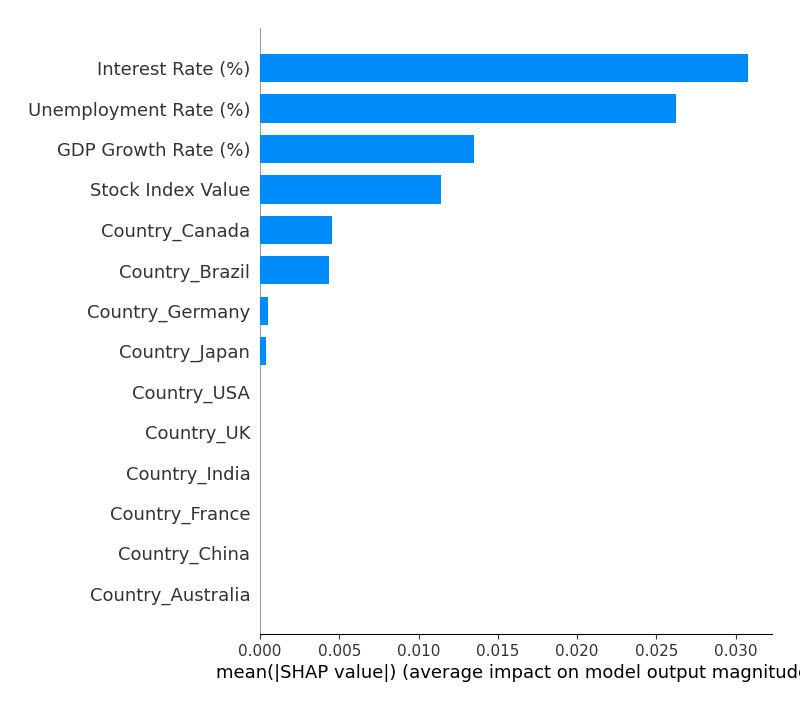 Interest Rate (%)
Unemployment Rate (%)
GDP Growth Rate (%)
Stock Index Value
Country_Canada
Country_Brazil
Country_Germany
Country_Japan
Country_USA
Country_UK
Country_India
Country_France
Country_China
Country_Australia
0.000 0.005 0.010 0.015 0.020 0.025 0.030
mean(|SHAP value|) (average impact on model output magnitude